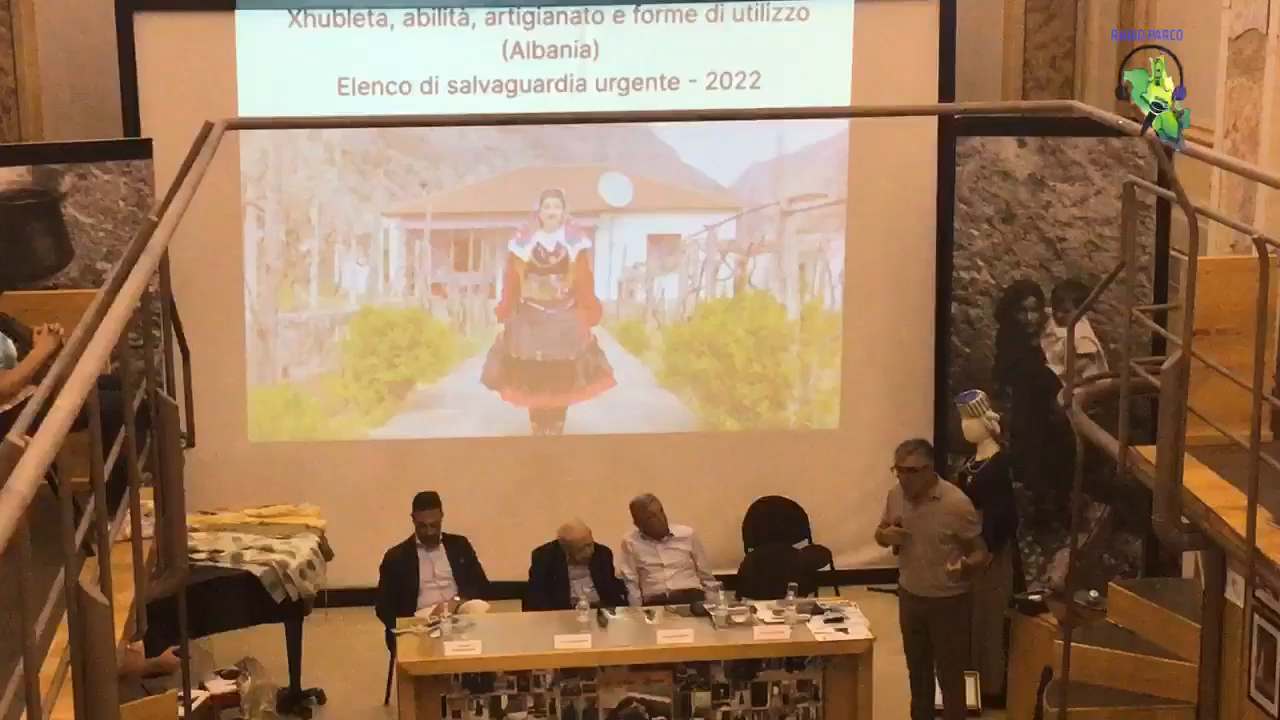 Xhubleta, abilità, artigianato e forme di utilizzo
(Albania)
Elenco di salvaguardia urgente - 2022
RADIO PARCO